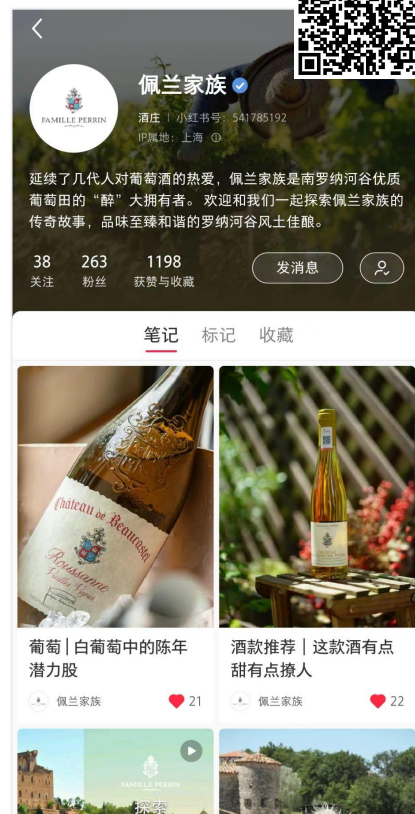 佩兰家族
FAMILLE PERRIN
酒庄 | 小红书号: 541785192
IP属地: 上海
延续了几代人对葡萄酒的热爱，佩兰家族是南罗纳河谷优质
葡萄田的“醉”大拥有者。 欢迎和我们一起探索佩兰家族的
传奇故事，品味至臻和谐的罗纳河谷风土佳酿。
38 263 1198
关注 粉丝 获赞与收藏
发消息
笔记 标记 收藏
Château de Beaucastel
Roussanne
Vieilles Vignes
葡萄|白葡萄中的陈年
潜力股
佩兰家族 21
酒款推荐｜这款酒有点
甜有点撩人
佩兰家族 22
FAMILLE PERRIN
探索